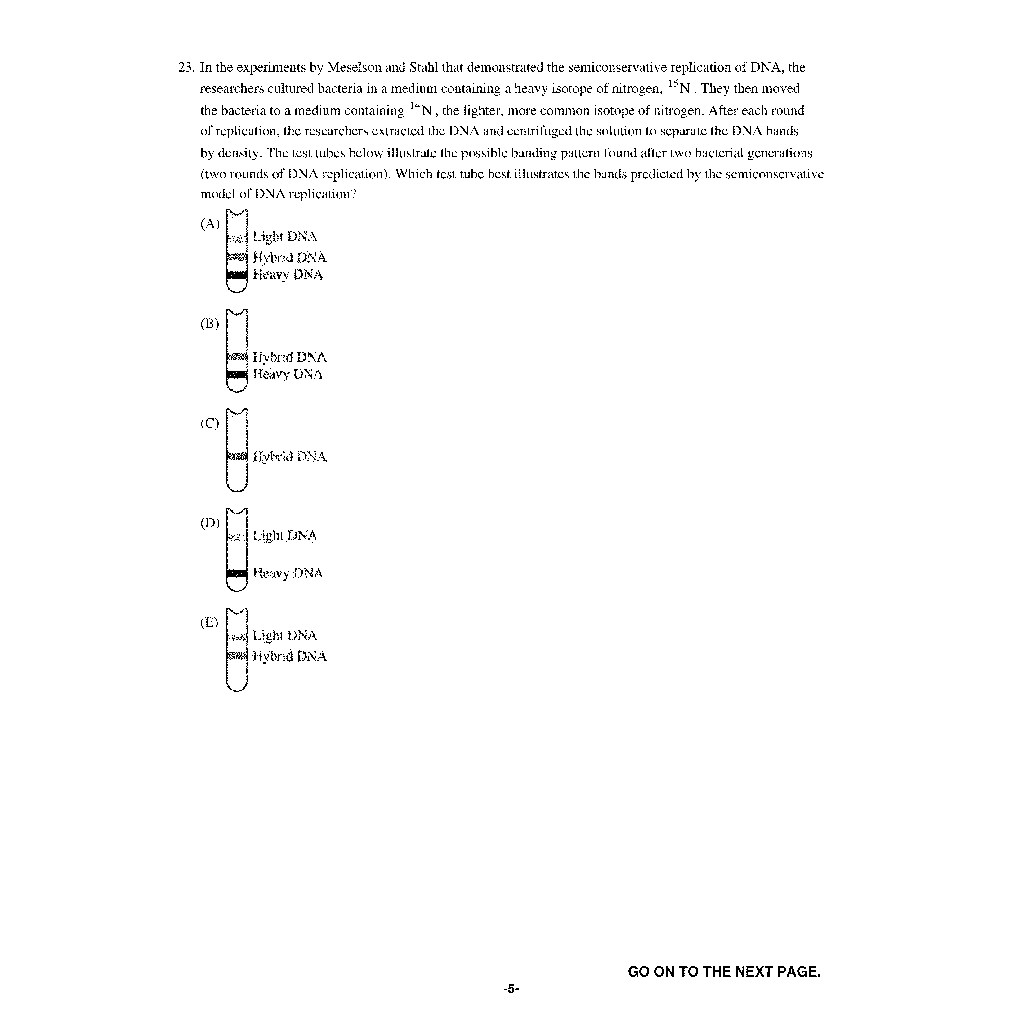 23. In the experiments by Meselson and Stahl that demonstrated the semiconservative replication of DNA, the
researchers cultured bacteria in a medium containing a heavy isotope of nitrogen, ¹⁵N . They then moved
the bacteria to a medium containing ¹⁴N , the lighter, more common isotope of nitrogen. After each round
of replication, the researchers extracted the DNA and centrifuged the solution to separate the DNA bands
by density. The test tubes below illustrate the possible banding pattern found after two bacterial generations
(two rounds of DNA replication). Which test tube best illustrates the bands predicted by the semiconservative
model of DNA replication?
(A)
Light DNA
Hybrid DNA
Heavy DNA
(B)
Hybrid DNA
Heavy DNA
(C)
Hybrid DNA
(D)
Light DNA
Heavy DNA
(E)
Light DNA
Hybrid DNA
GO ON TO THE NEXT PAGE.
-5-